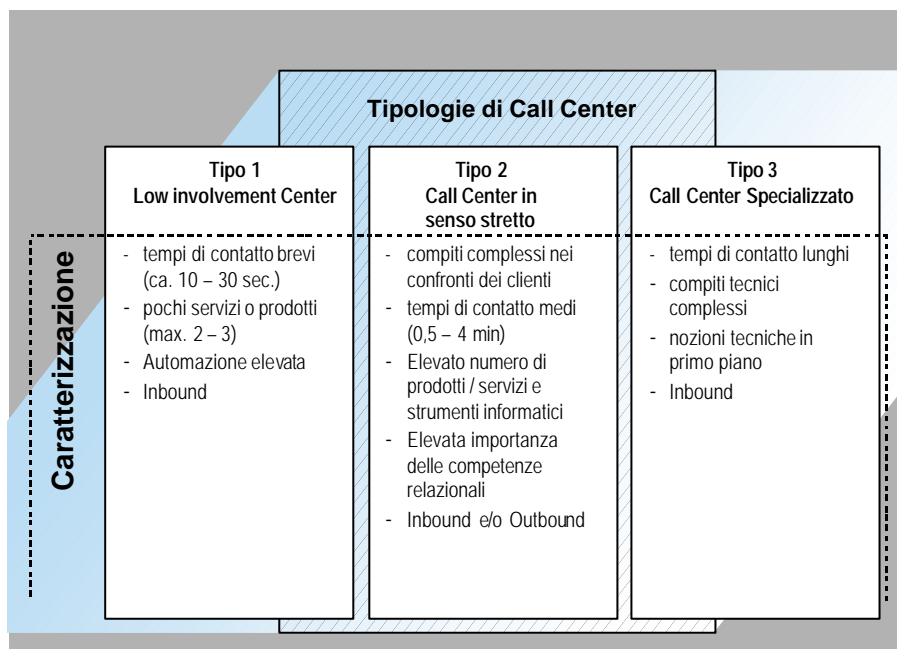 Tipologie di Call Center
Tipo 1
Low involvement Center
Tipo 2
Call Center in
senso stretto
Tipo 3
Call Center Specializzato
Caratterizzazione
- tempi di contatto brevi
(ca. 10 – 30 sec.)
- pochi servizi o prodotti
(max. 2 – 3)
- Automazione elevata
- Inbound
- compiti complessi nei
confronti dei clienti
- tempi di contatto medi
(0,5 – 4 min)
- Elevato numero di
prodotti / servizi e
strumenti informatici
- Elevata importanza
delle competenze
relazionali
- Inbound e/o Outbound
- tempi di contatto lunghi
- compiti tecnici
complessi
- nozioni tecniche in
primo piano
- Inbound